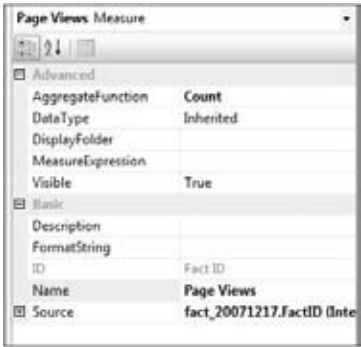 Page Views Measure
Advanced
AggregateFunction Count
DataType Inherited
DisplayFolder
MeasureExpression
Visible True
Basic
Description
FormatString
ID Fact ID
Name Page Views
Source fact_20071217.FactID (Inte